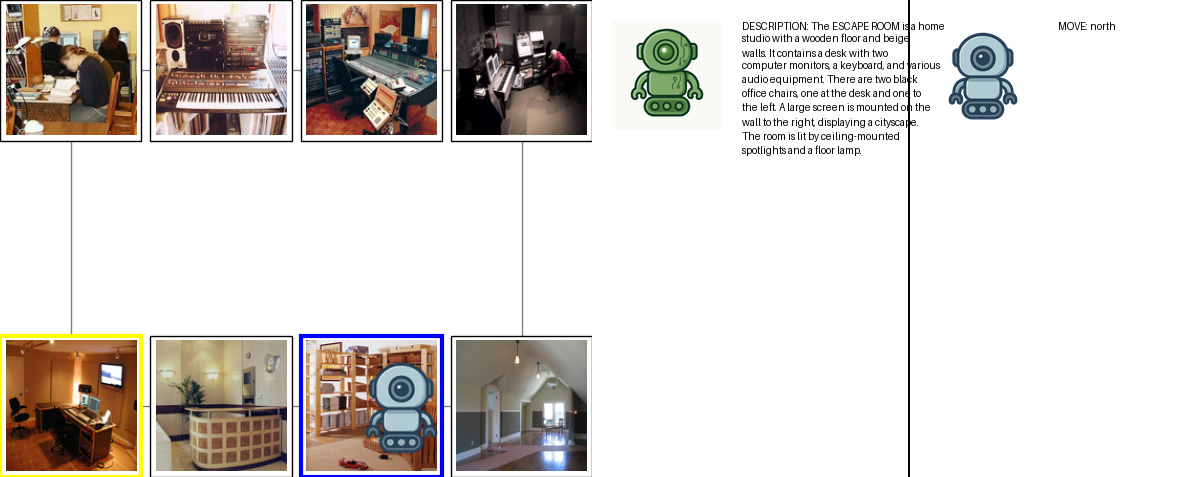 DESCRIPTION: The ESCAPE ROOM is a home
studio with a wooden floor and beige
walls. It contains a desk with two
computer monitors, a keyboard, and various
audio equipment. There are two black
office chairs, one at the desk and one to
the left. A large screen is mounted on the
wall to the right, displaying a cityscape.
The room is lit by ceiling-mounted
spotlights and a floor lamp.
MOVE: north